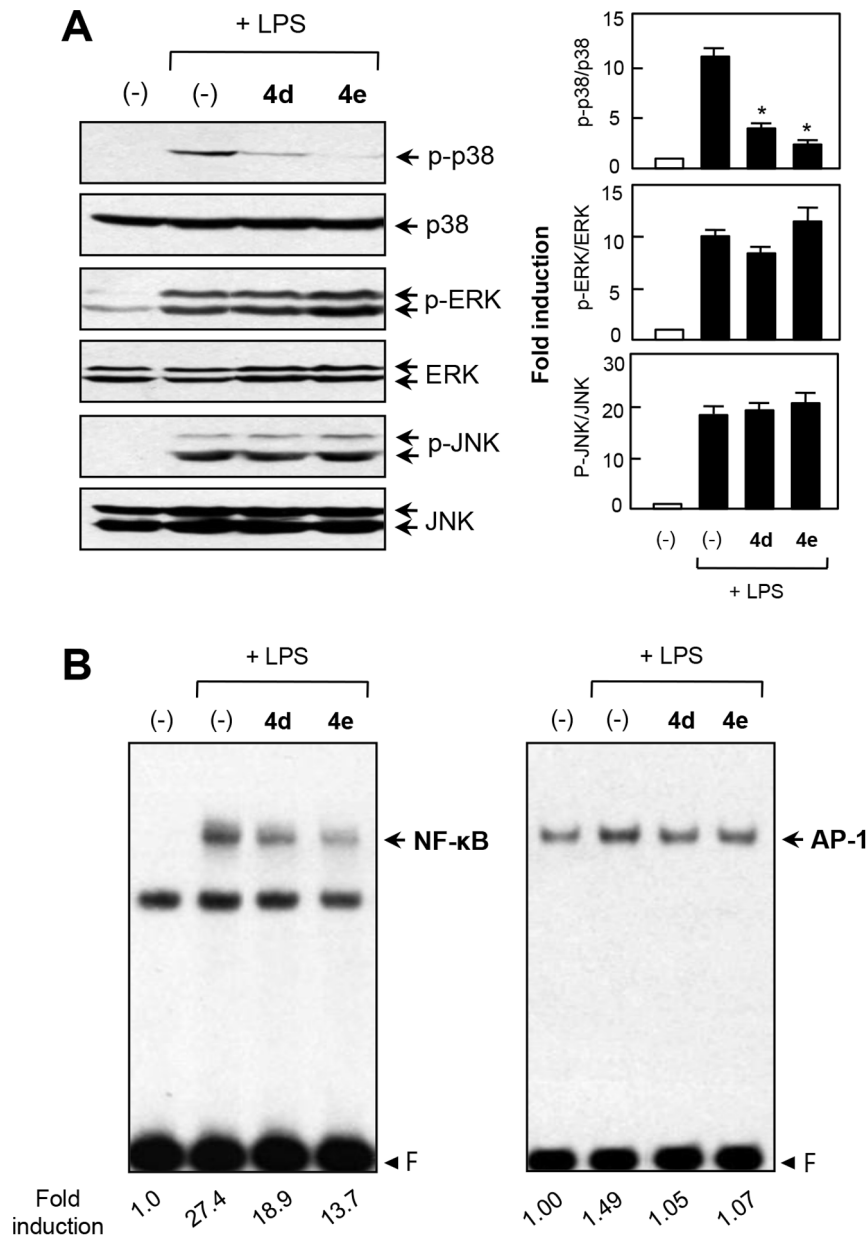 A
+ LPS
(-) (-) 4d 4e
p-p38
p38
p-ERK
ERK
p-JNK
JNK
Fold induction
p-p38/p38
15
10
5
0
* *
p-ERK/ERK
15
10
5
0
P-JNK/JNK
30
20
10
0
(-) (-) 4d 4e
+ LPS
B
+ LPS
(-) (-) 4d 4e
NF-κB
F
Fold
induction
1.0 27.4 18.9 13.7
+ LPS
(-) (-) 4d 4e
AP-1
F
1.00 1.49 1.05 1.07